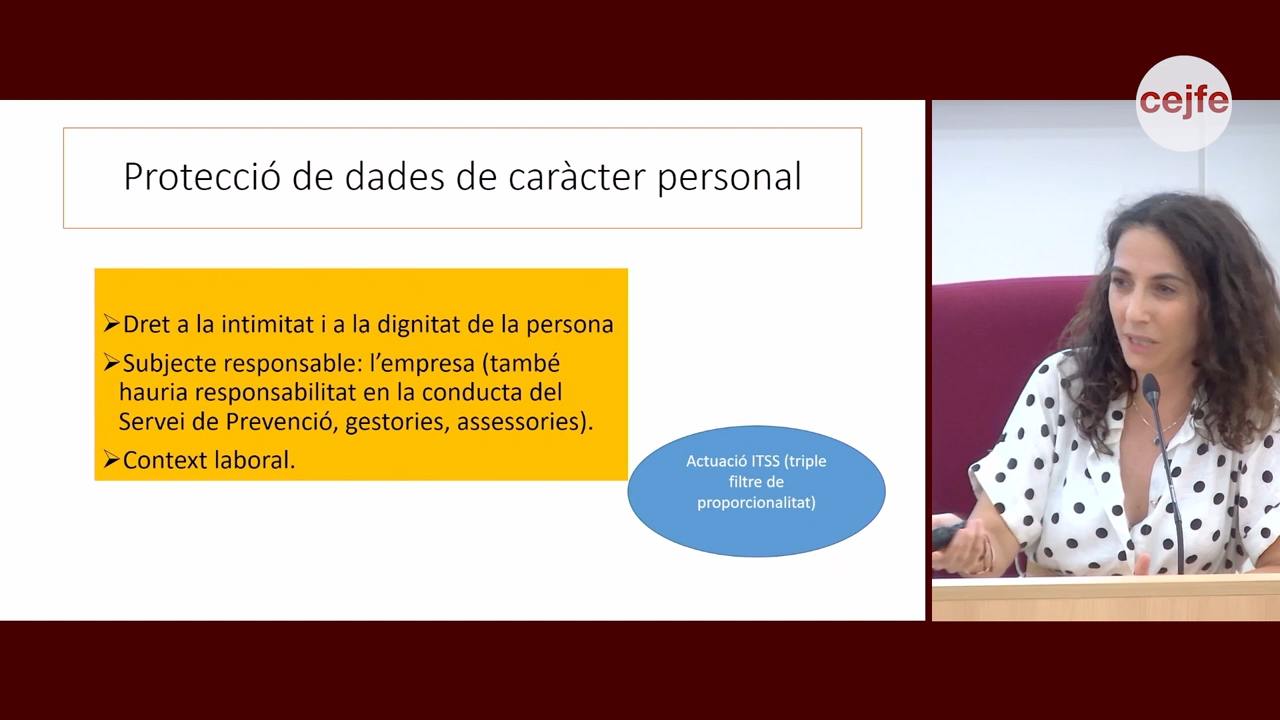 cejfe
Protecció de dades de caràcter personal
➢Dret a la intimitat i a la dignitat de la persona
➢Subjecte responsable: l’empresa (també
hauria responsabilitat en la conducta del
Servei de Prevenció, gestories, assessories).
➢Context laboral.
Actuació ITSS (triple
filtre de
proporcionalitat)